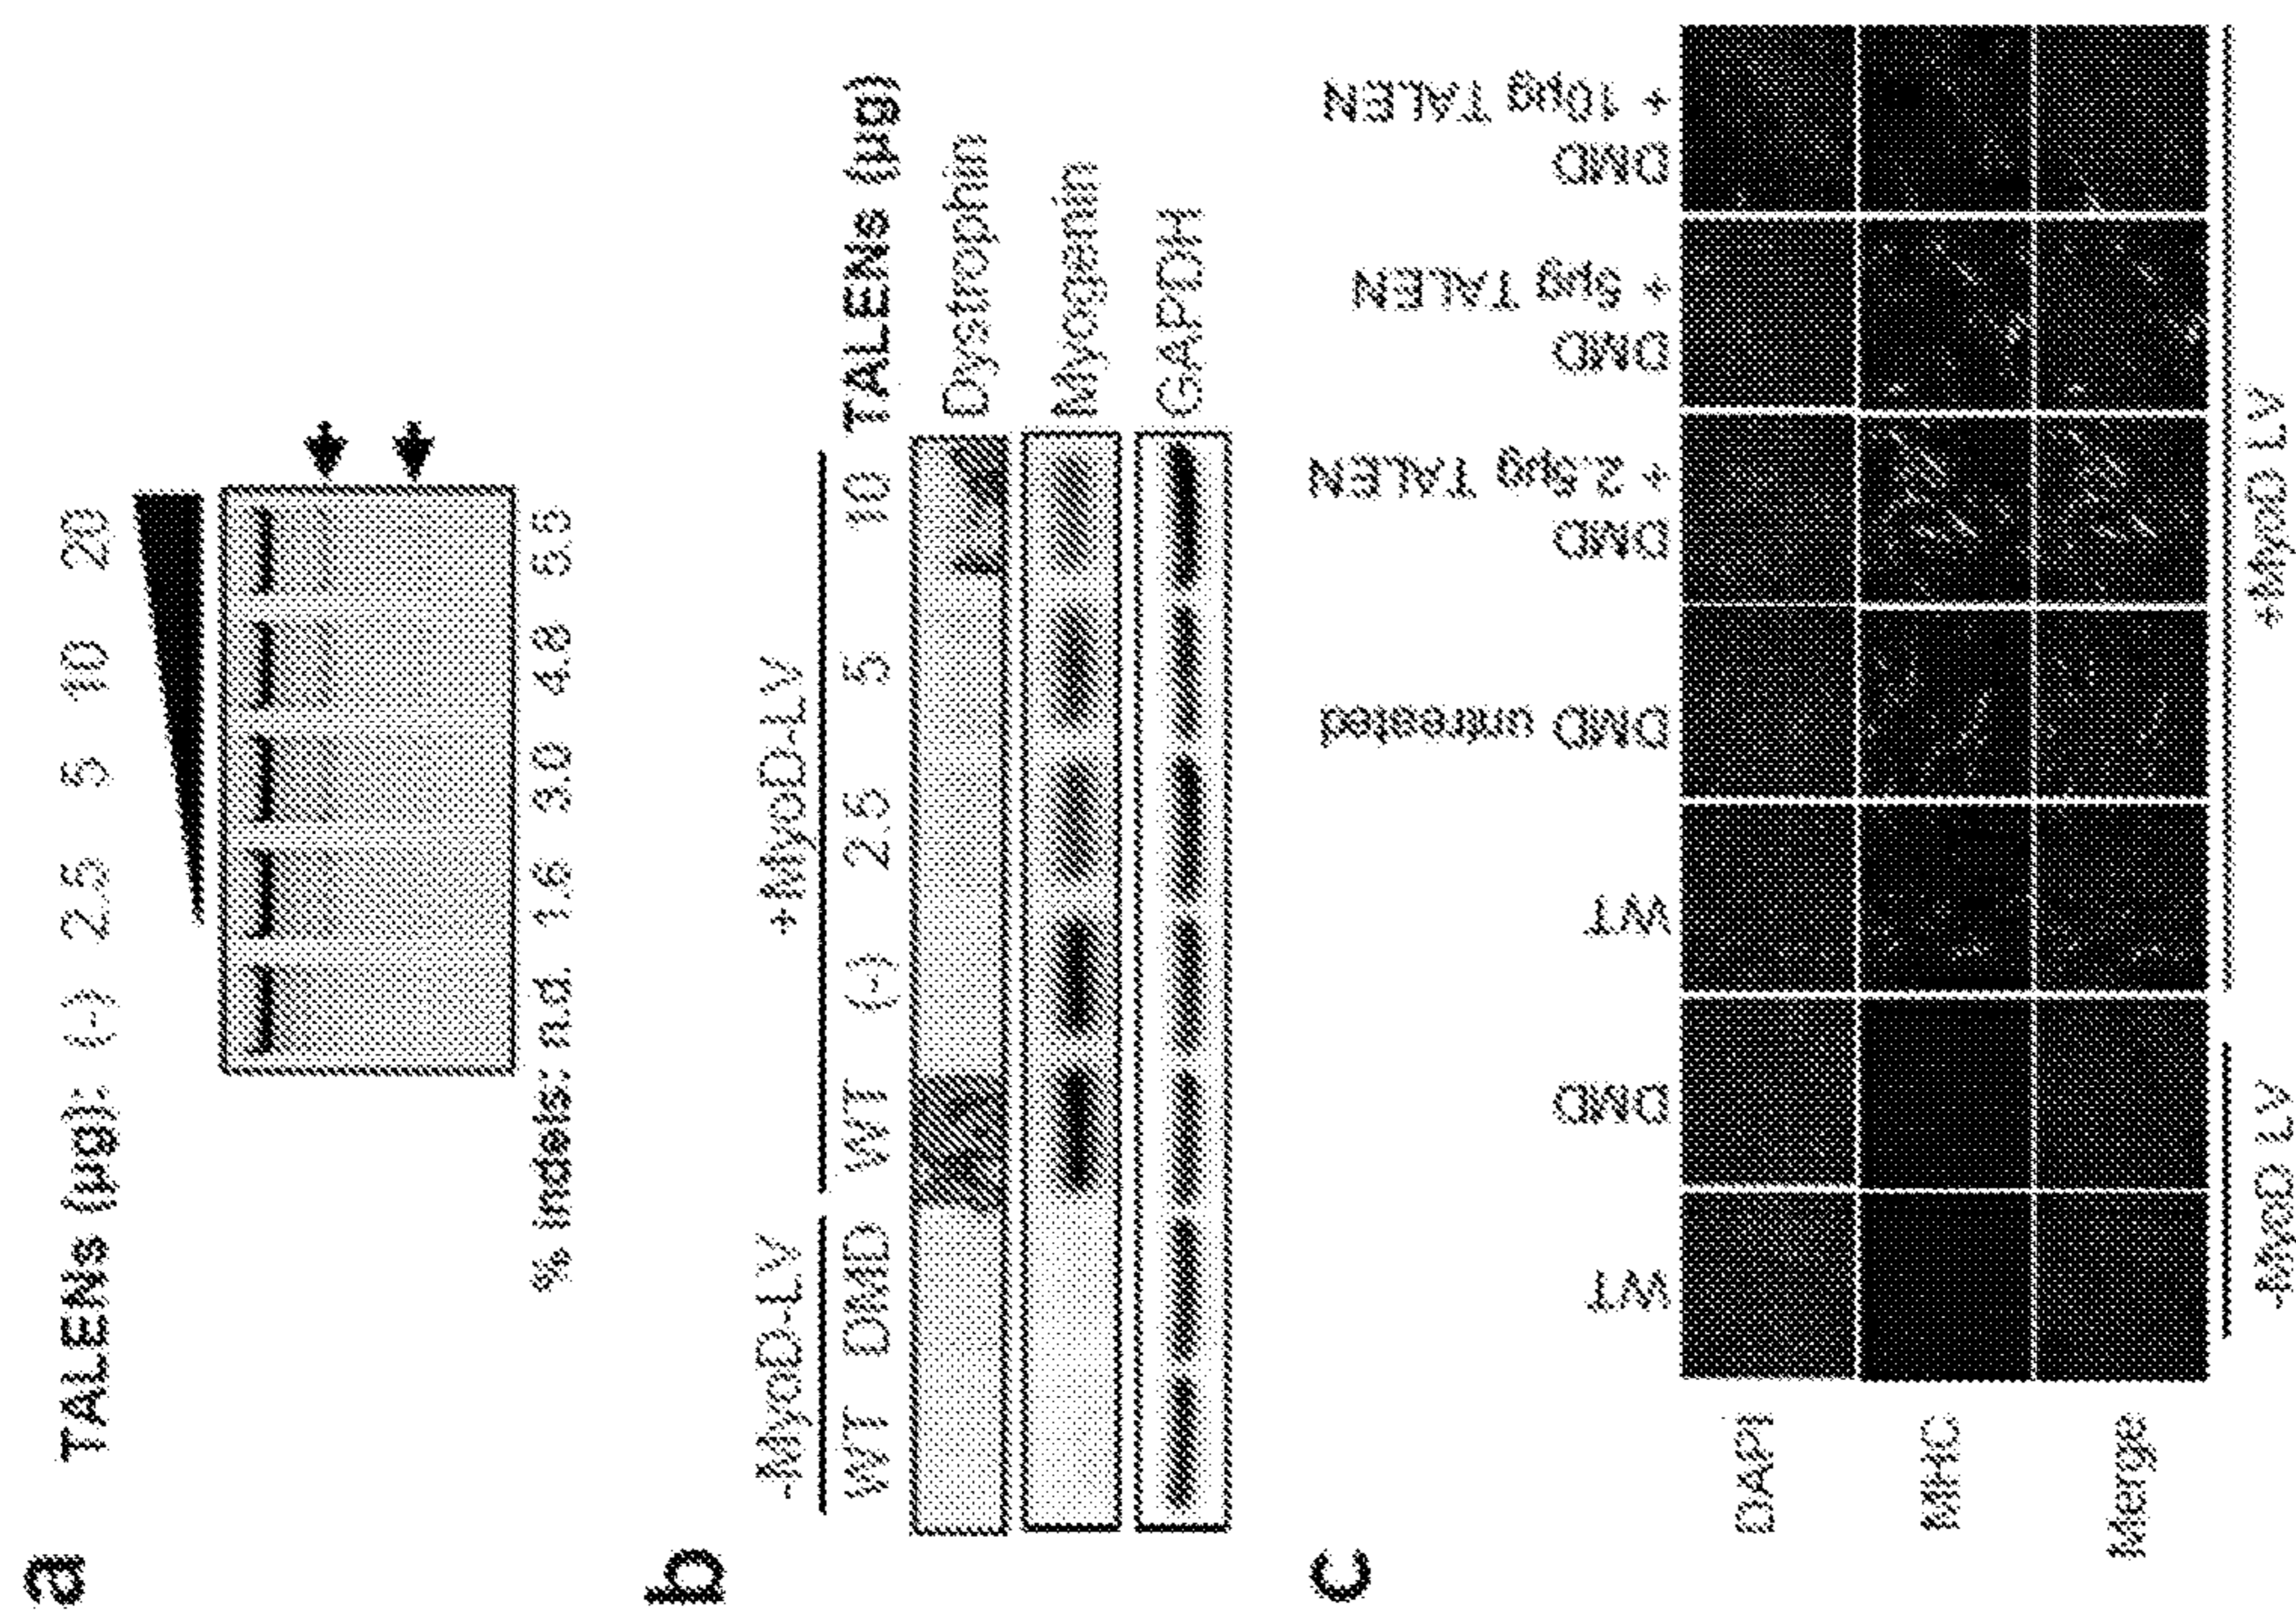 a
TALENs (µg): (-) 2.5 5 10 20
% indels: n.d. 1.6 3.0 4.8 5.5
b
-MyoD-LV +MyoD-LV
WT DMD WT (-) 2.5 5 10 TALENs (µg)
Dystrophin
Myogenin
GAPDH
c
WT DMD WT DMD untreated DMD + 2.5µg TALEN DMD + 5µg TALEN DMD + 10µg TALEN
DAPI
MHC
Merge
-MyoD LV +MyoD LV